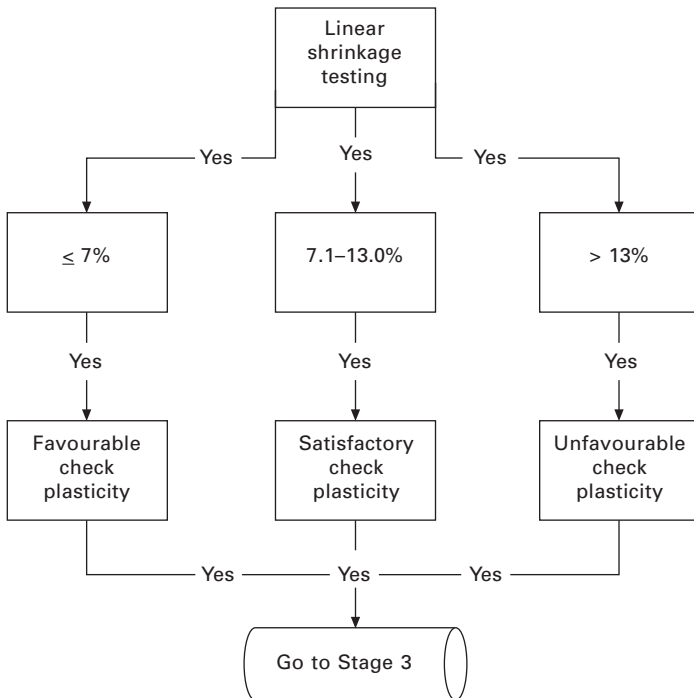 Linear
shrinkage
testing
Yes
Yes
Yes
≤ 7%
7.1–13.0%
> 13%
Yes
Yes
Yes
Favourable
check
plasticity
Satisfactory
check
plasticity
Unfavourable
check
plasticity
Yes
Yes
Yes
Go to Stage 3